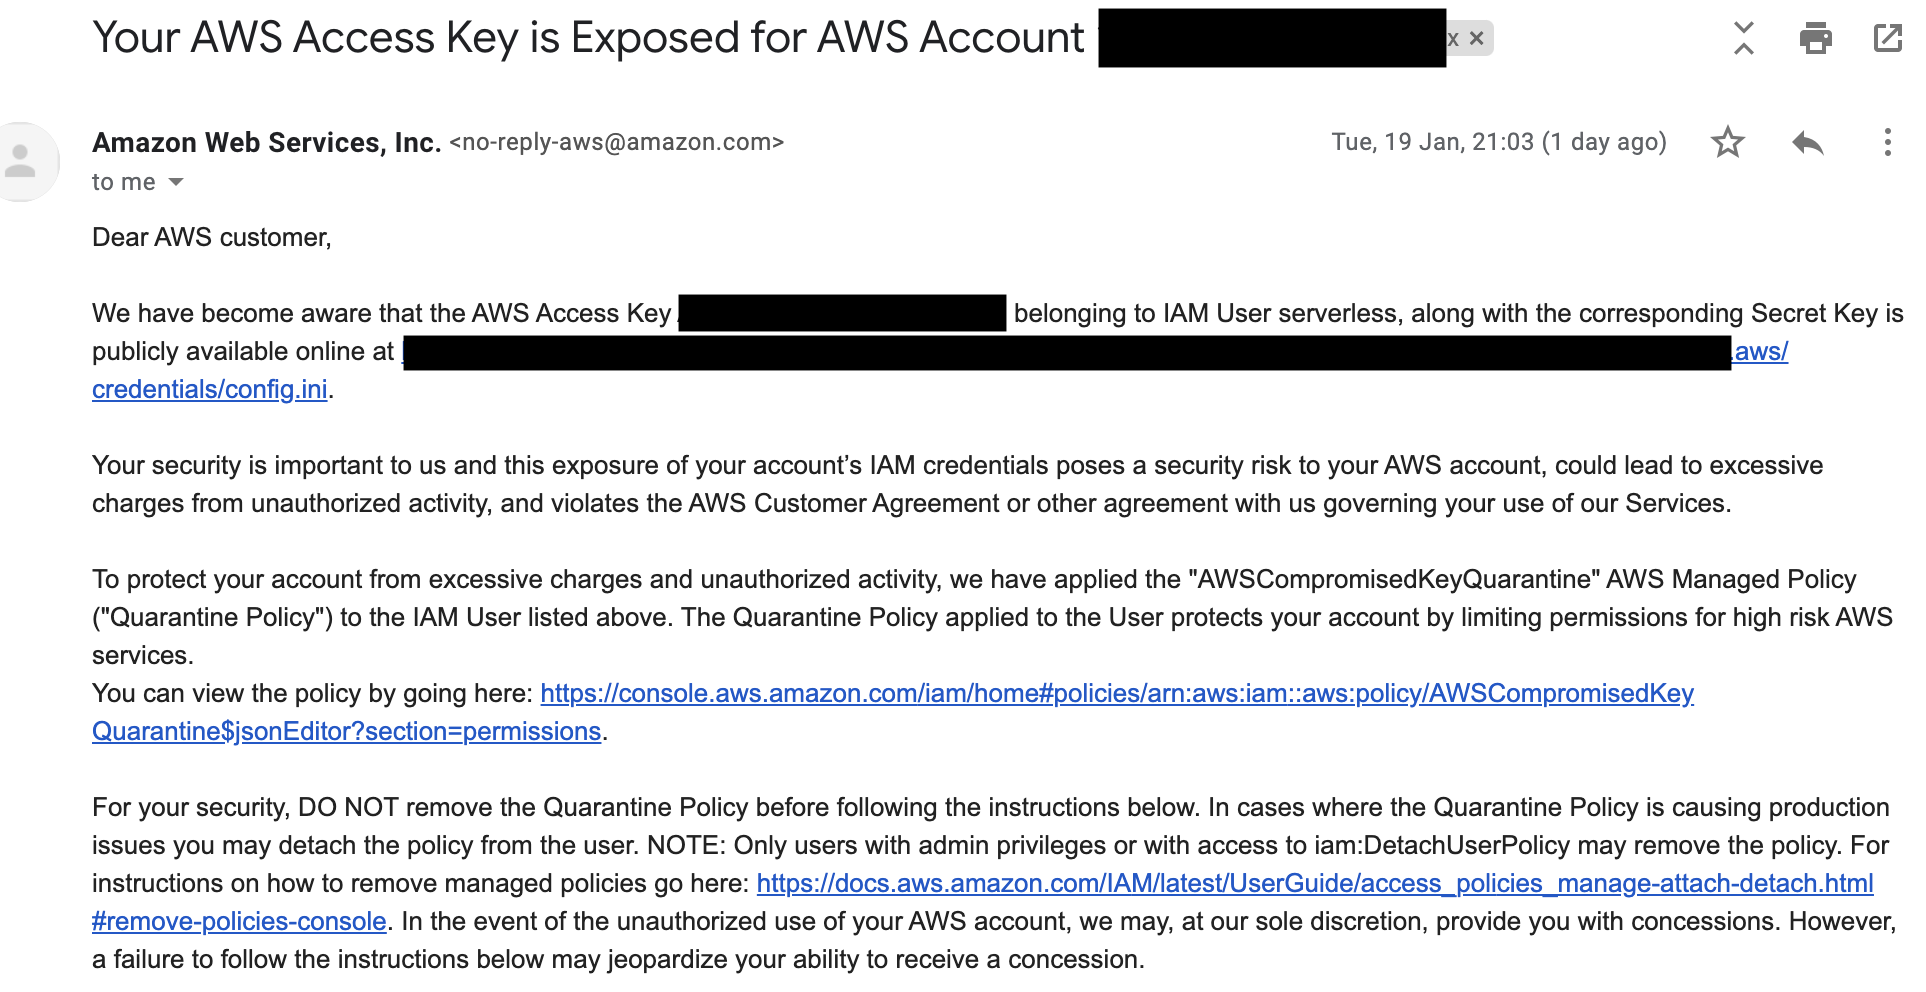 Your AWS Access Key is Exposed for AWS Account x ×
Amazon Web Services, Inc. <no-reply-aws@amazon.com> Tue, 19 Jan, 21:03 (1 day ago)
to me
Dear AWS customer,
We have become aware that the AWS Access Key belonging to IAM User serverless, along with the corresponding Secret Key is
publicly available online at .aws/
credentials/config.ini.
Your security is important to us and this exposure of your account’s IAM credentials poses a security risk to your AWS account, could lead to excessive
charges from unauthorized activity, and violates the AWS Customer Agreement or other agreement with us governing your use of our Services.
To protect your account from excessive charges and unauthorized activity, we have applied the "AWSCompromisedKeyQuarantine" AWS Managed Policy
("Quarantine Policy") to the IAM User listed above. The Quarantine Policy applied to the User protects your account by limiting permissions for high risk AWS
services.
You can view the policy by going here: https://console.aws.amazon.com/iam/home#policies/arn:aws:iam::aws:policy/AWSCompromisedKey
Quarantine$jsonEditor?section=permissions.
For your security, DO NOT remove the Quarantine Policy before following the instructions below. In cases where the Quarantine Policy is causing production
issues you may detach the policy from the user. NOTE: Only users with admin privileges or with access to iam:DetachUserPolicy may remove the policy. For
instructions on how to remove managed policies go here: https://docs.aws.amazon.com/IAM/latest/UserGuide/access_policies_manage-attach-detach.html
#remove-policies-console. In the event of the unauthorized use of your AWS account, we may, at our sole discretion, provide you with concessions. However,
a failure to follow the instructions below may jeopardize your ability to receive a concession.